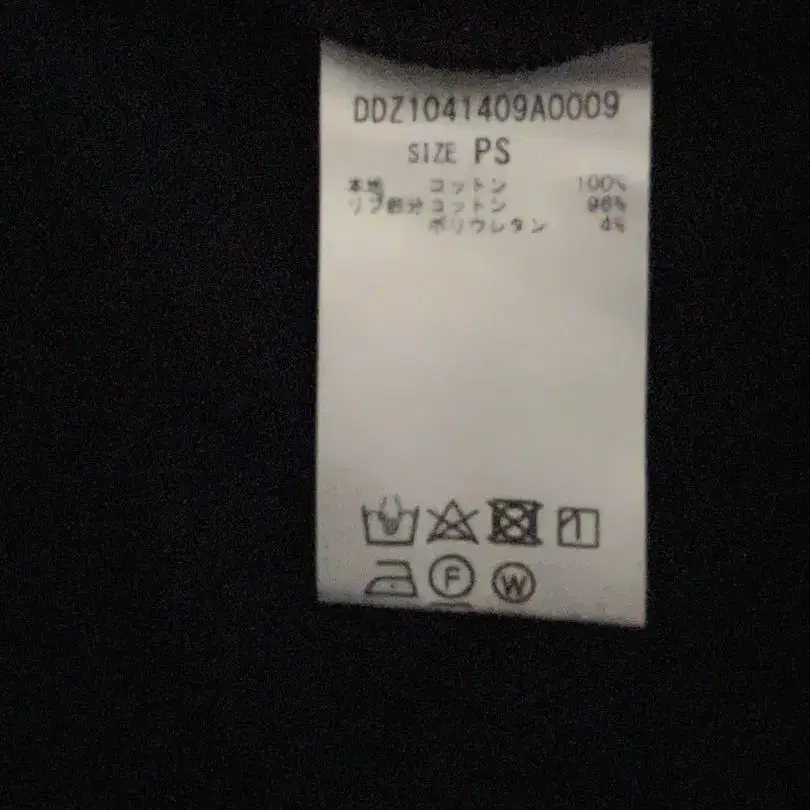 DDZ1041409A0009
SIZE PS
本地 コットン 100%
リブ部分 コットン 96%
ポリウレタン 4%
F W